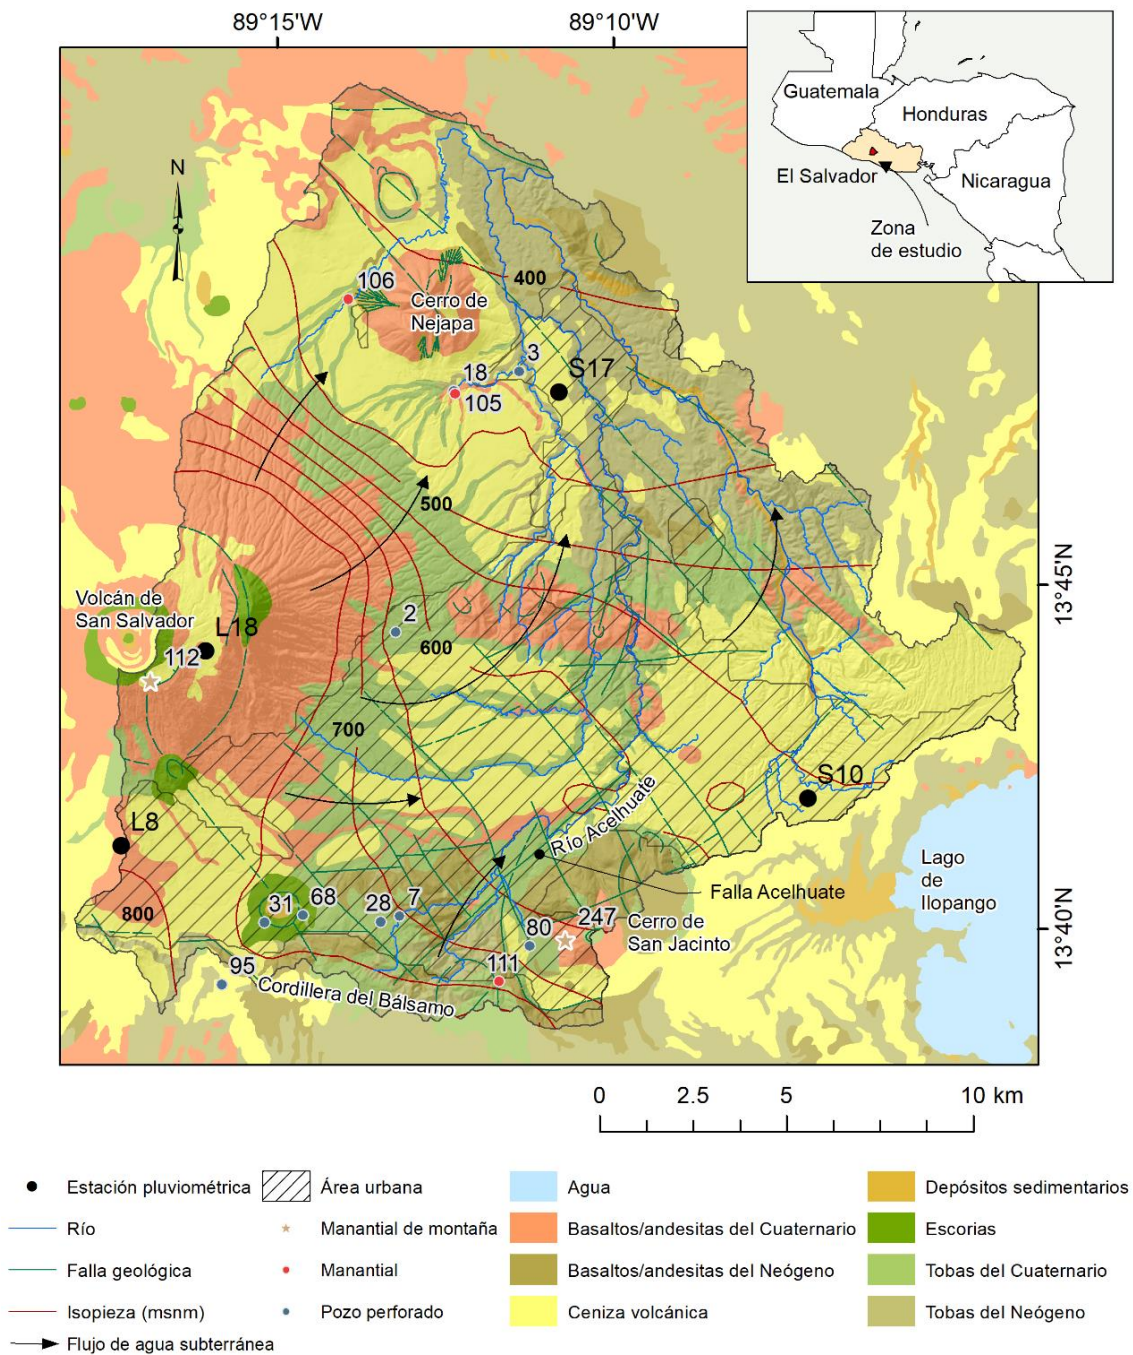 89°15'W
89°10'W
Guatemala
Honduras
El Salvador
Nicaragua
Zona
de estudio
N
106
Cerro de
Nejapa
400
3
18
S17
105
500
13°45'N
Volcán de
San Salvador
L18
112
2
600
700
S10
L8
Río Acelhuate
Lago
de
Ilopango
Falla Acelhuate
800
31
68
28
7
80
247
Cerro de
San Jacinto
13°40'N
95
111
Cordillera del Bálsamo
0 2.5 5 10 km
Estación pluviométrica
Río
Falla geológica
Isopieza (msnm)
Flujo de agua subterránea
Área urbana
Manantial de montaña
Manantial
Pozo perforado
Agua
Basaltos/andesitas del Cuaternario
Basaltos/andesitas del Neógeno
Ceniza volcánica
Depósitos sedimentarios
Escorias
Tobas del Cuaternario
Tobas del Neógeno